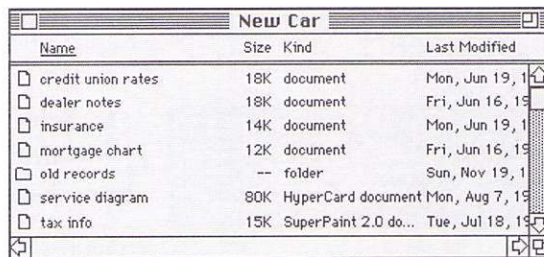 New Car
Name Size Kind Last Modified
credit union rates 18K document Mon, Jun 19, 1
dealer notes 18K document Fri, Jun 16, 19
insurance 14K document Mon, Jun 19, 1
mortgage chart 12K document Fri, Jun 16, 19
old records -- folder Sun, Nov 19, 1
service diagram 80K HyperCard document Mon, Aug 7, 19
tax info 15K SuperPaint 2.0 do... Tue, Jul 18, 19